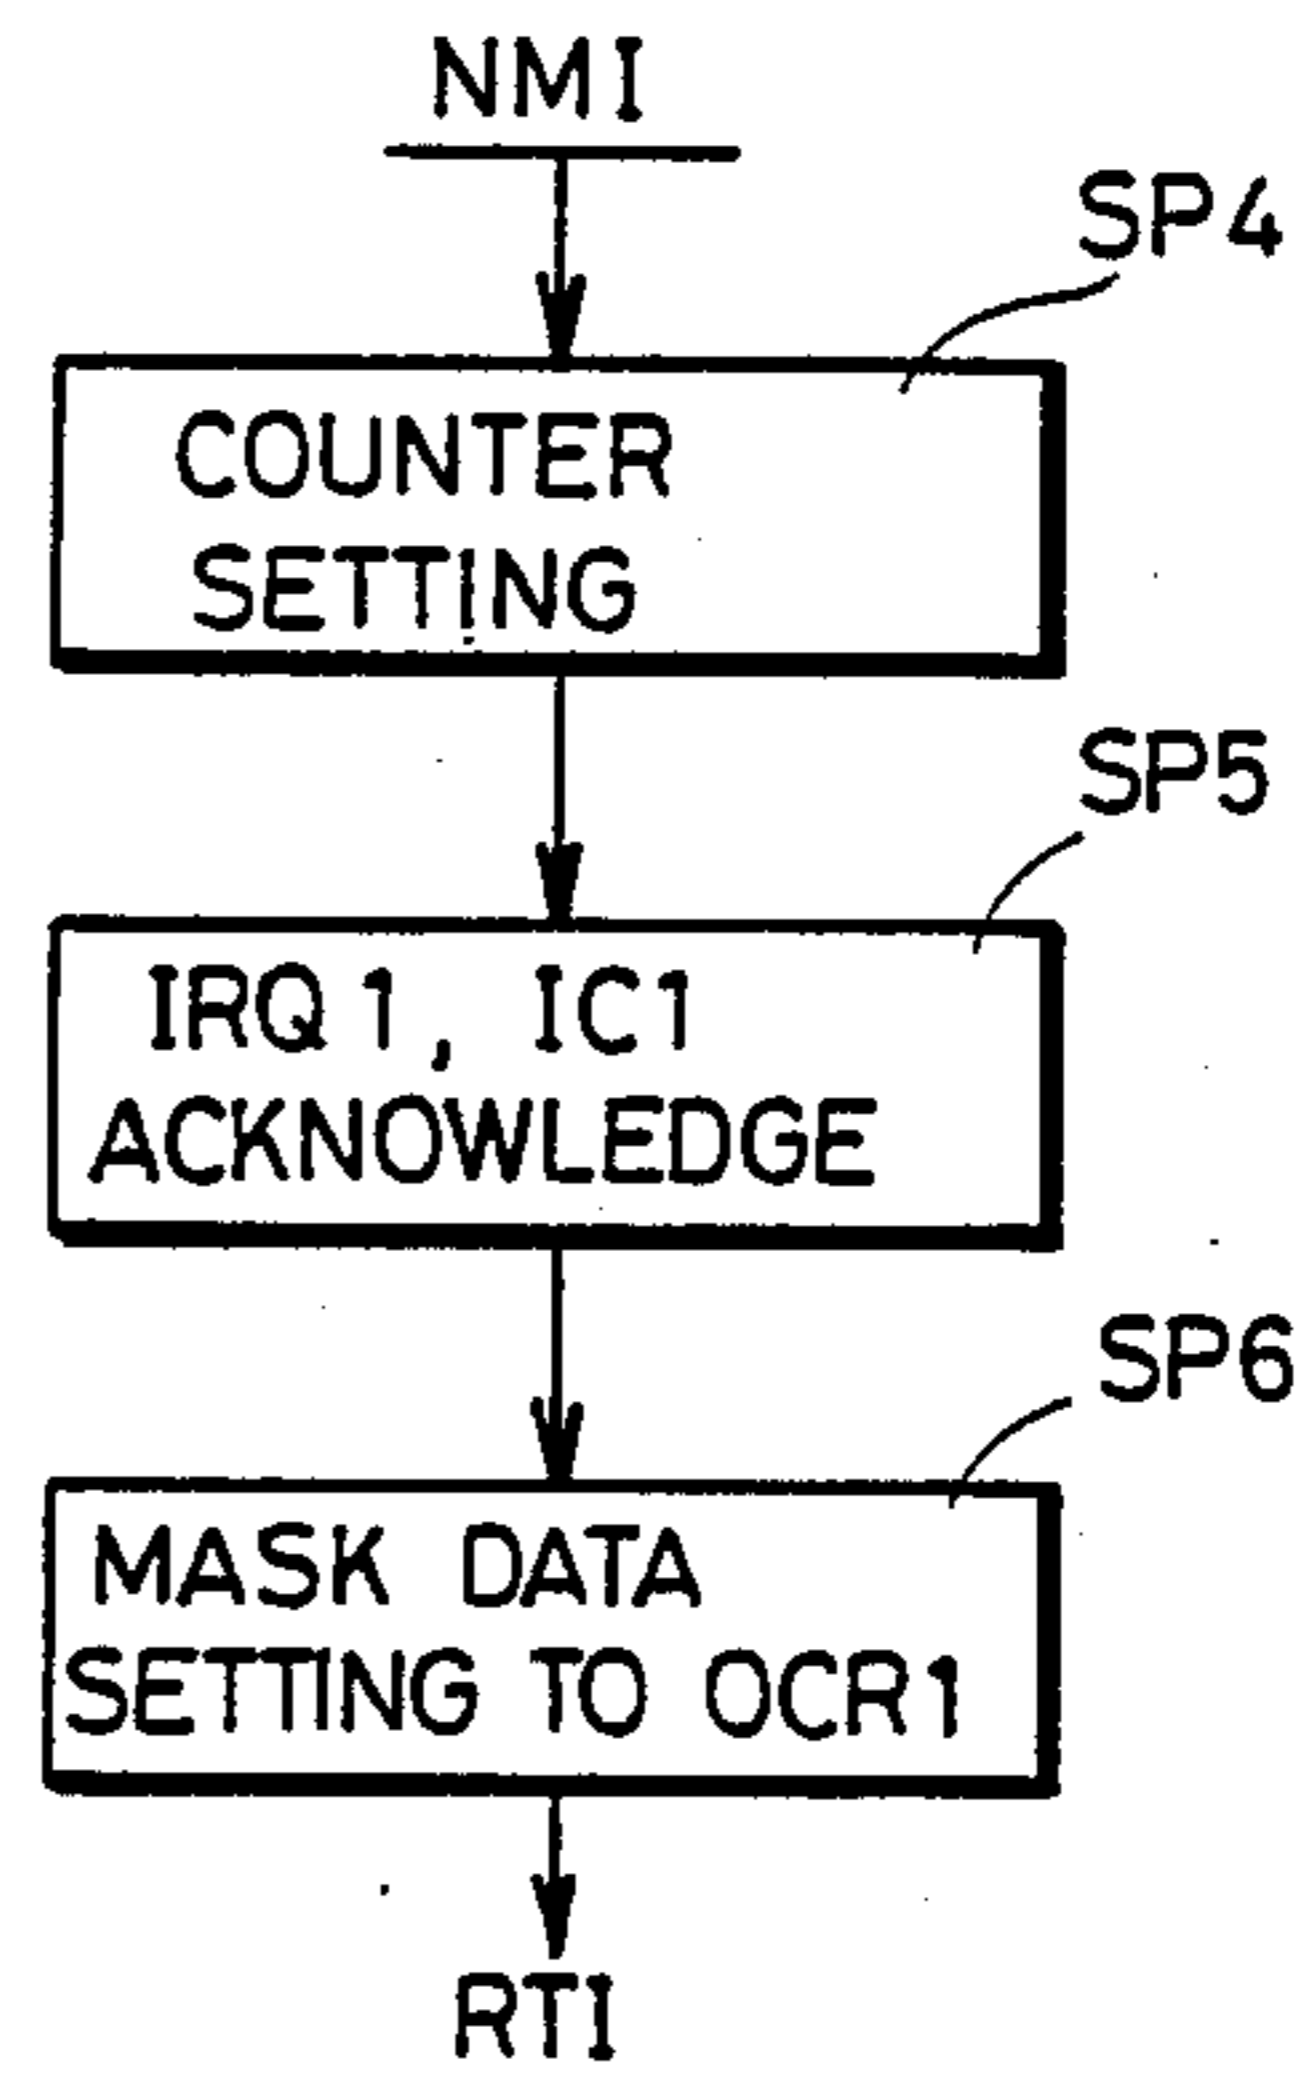 NMI
SP4
COUNTER
SETTING
SP5
IRQ1, IC1
ACKNOWLEDGE
SP6
MASK DATA
SETTING TO OCR1
RTI